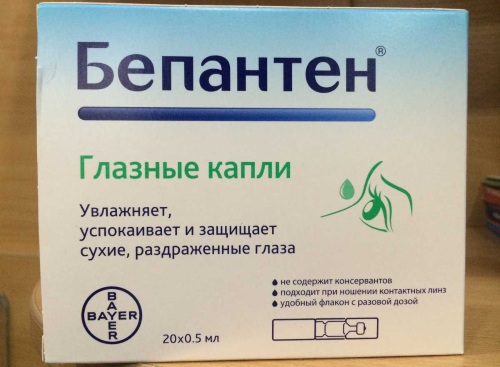 Бепантен®
Глазные капли
Увлажняет,
успокаивает и защищает
сухие, раздраженные глаза
• не содержит консервантов
• подходит при ношении контактных линз
• удобный флакон с разовой дозой
BAYER
BAYER
20x0.5 мл